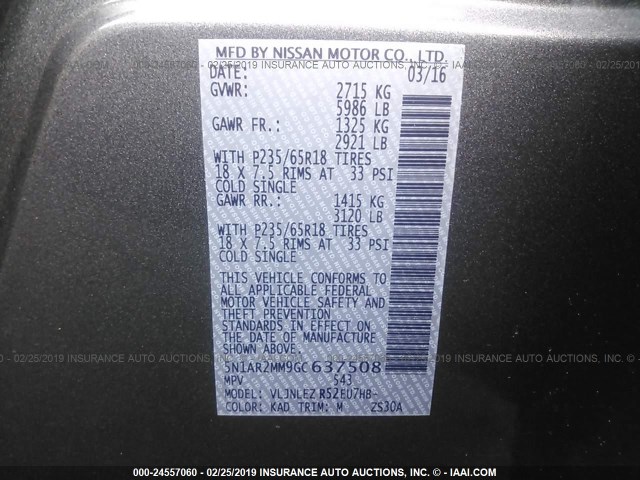 MFD BY NISSAN MOTOR CO., LTD.
DATE: 03/16
GVWR: 2715 KG
5986 LB
GAWR FR.: 1325 KG
2921 LB
WITH P235/65R18 TIRES
18 X 7.5 RIMS AT 33 PSI
COLD SINGLE
GAWR RR.: 1415 KG
3120 LB
WITH P235/65R18 TIRES
18 X 7.5 RIMS AT 33 PSI
COLD SINGLE
THIS VEHICLE CONFORMS TO
ALL APPLICABLE FEDERAL
MOTOR VEHICLE SAFETY AND
THEFT PREVENTION
STANDARDS IN EFFECT ON
THE DATE OF MANUFACTURE
SHOWN ABOVE.
5N1AR2MM9GC 637508
MPV 543
MODEL: VLJNLEZ R52EU7HB-
COLOR: KAD TRIM: M ZS30A
000-24557060 - 02/25/2019 INSURANCE AUTO AUCTIONS - © IAAI.COM